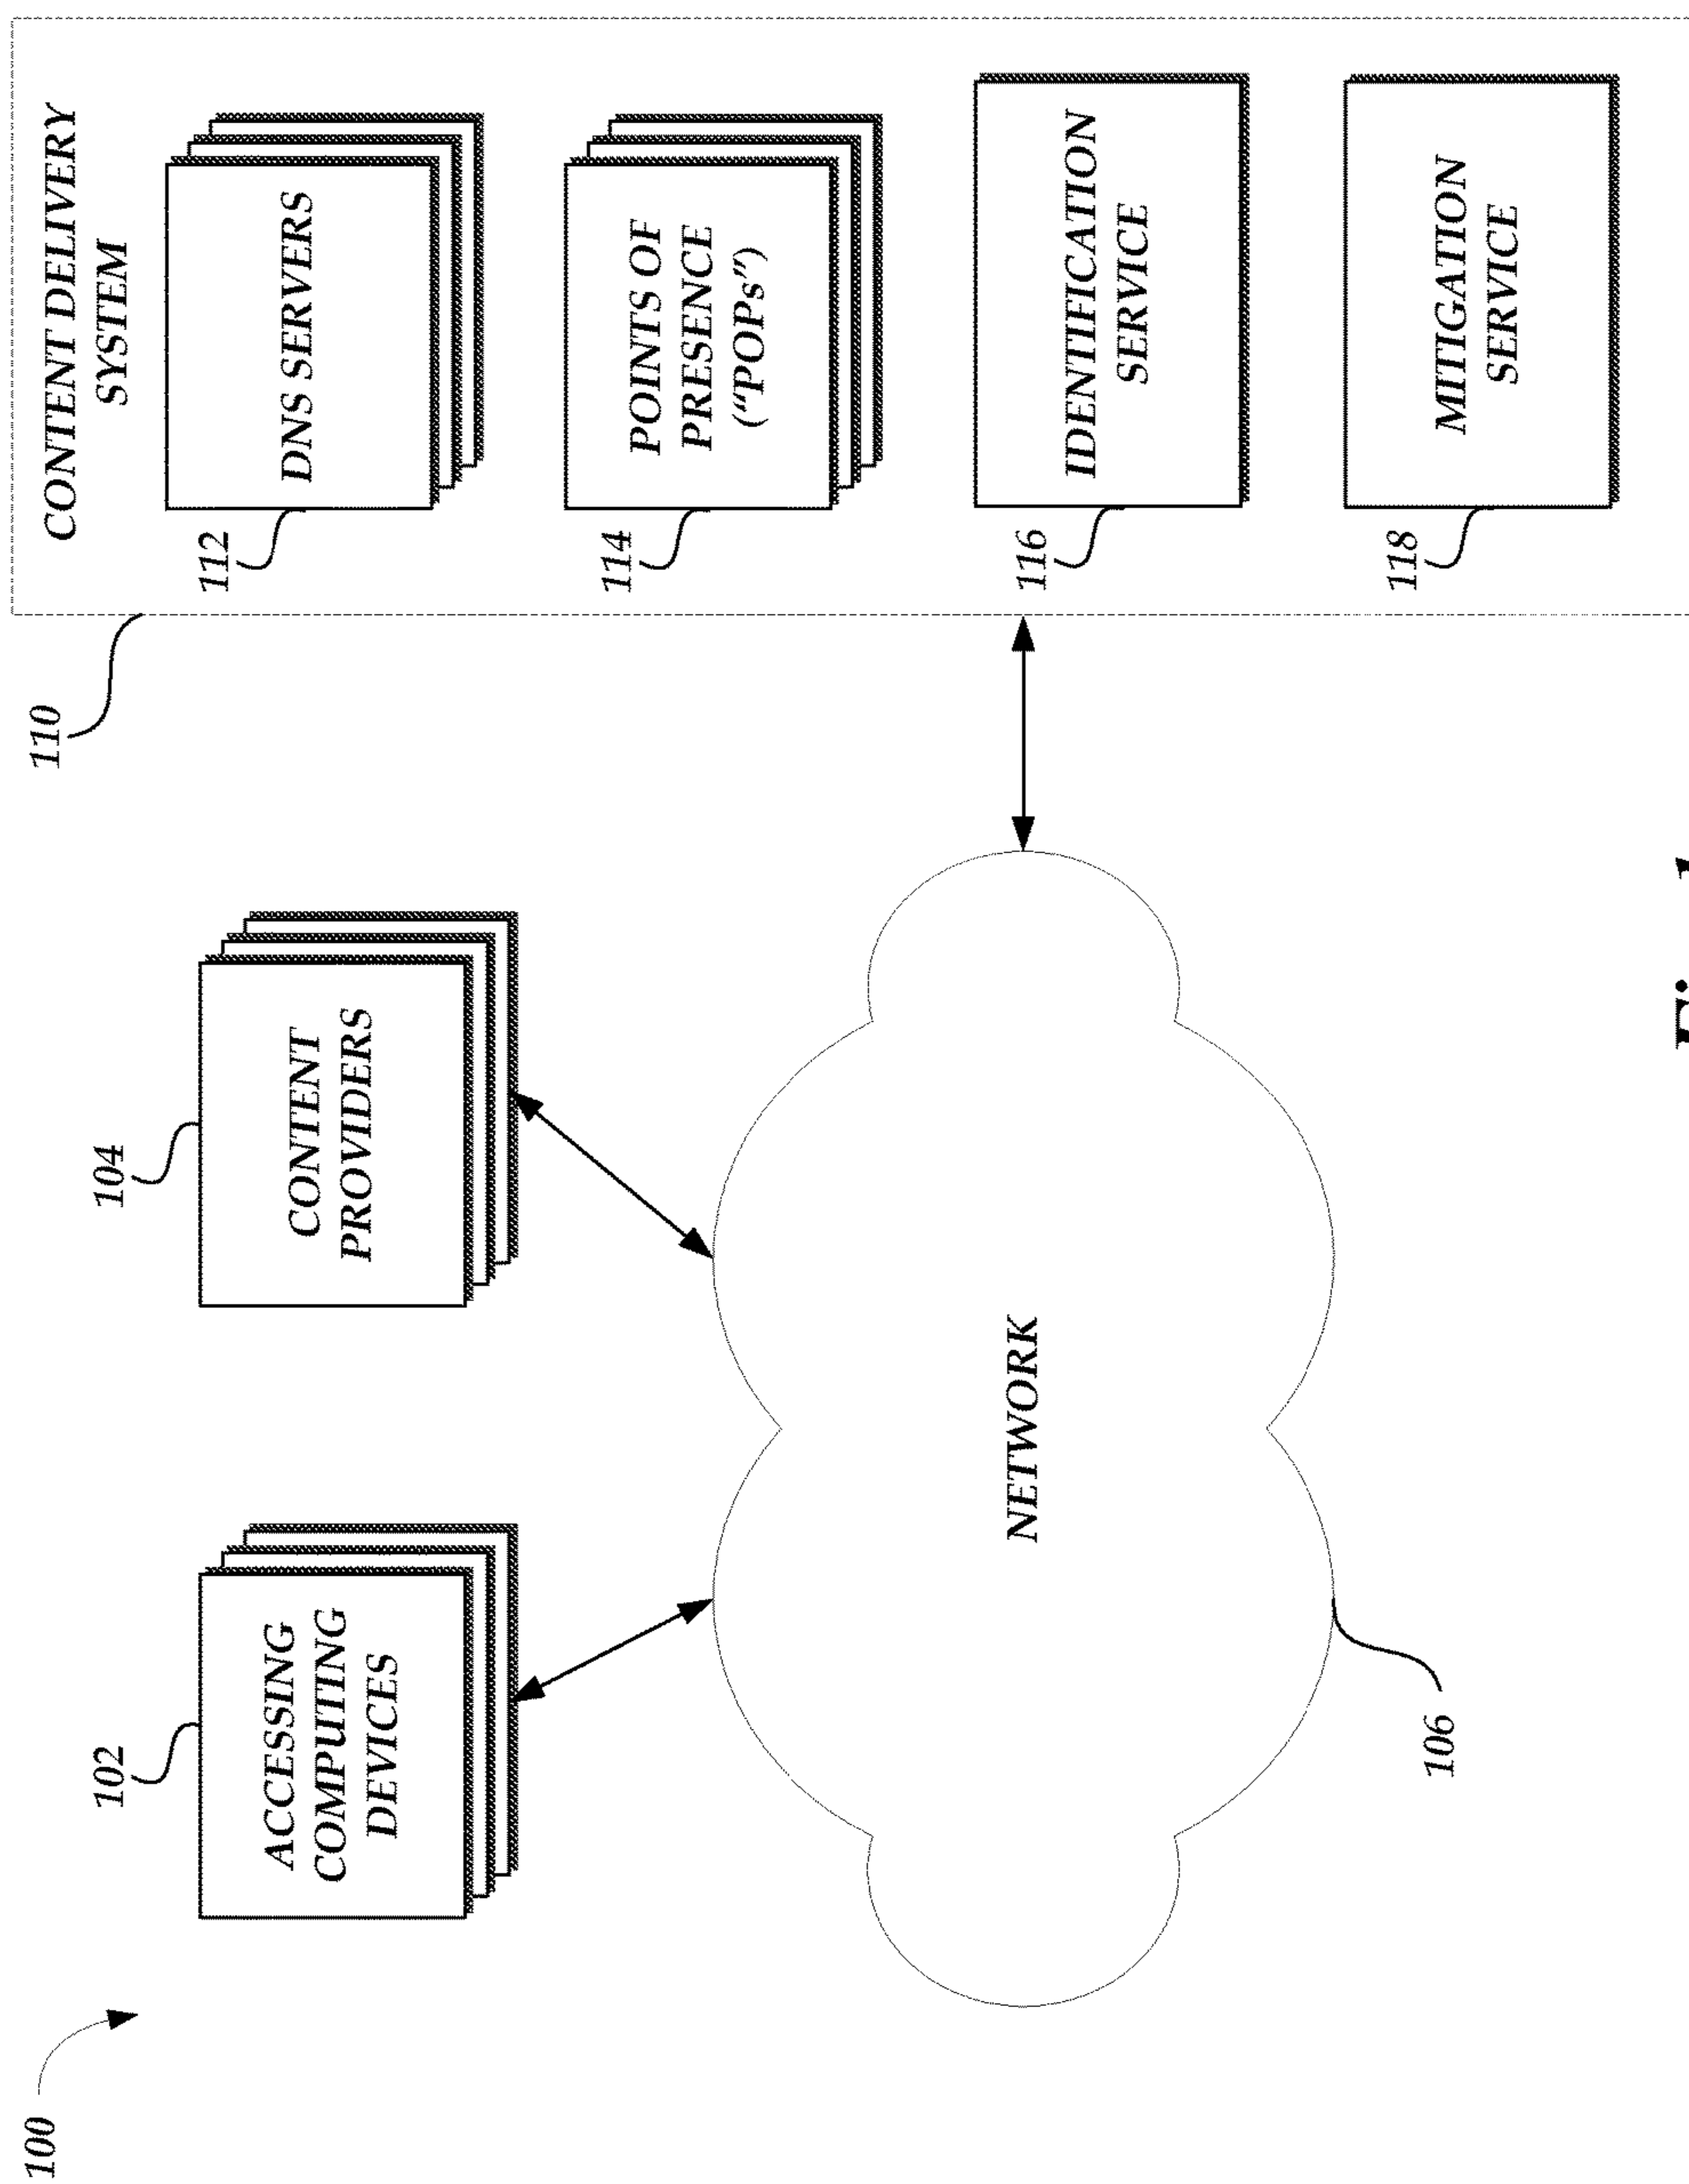 100
102
ACCESSING
COMPUTING
DEVICES
104
CONTENT
PROVIDERS
NETWORK
106
110
CONTENT DELIVERY
SYSTEM
112
DNS SERVERS
114
POINTS OF
PRESENCE
("POPs")
116
IDENTIFICATION
SERVICE
118
MITIGATION
SERVICE